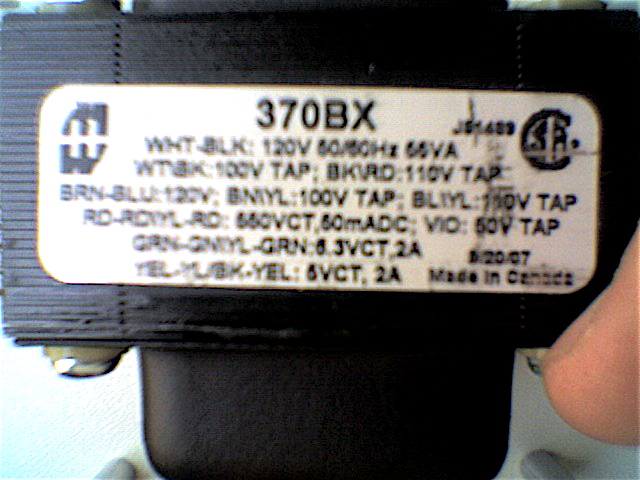 370BX
J91469
WHT-BLK: 120V 50/60Hz 55VA
WT\BK: 100V TAP; BK\RD: 110V TAP
BRN-BLU: 120V; BN\YL: 100V TAP; BL\YL: 110V TAP
RD-RD\YL-RD: 550VCT, 50mADC; VIO: 50V TAP
GRN-GN\YL-GRN: 6.3VCT, 2A
YEL-YL/BK-YEL: 5VCT, 2A
Made in Canada